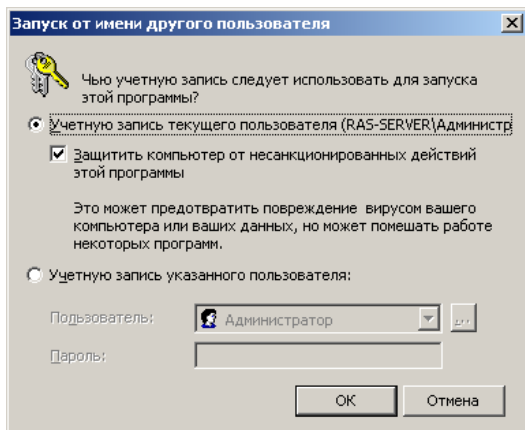 Запуск от имени другого пользователя
Чью учетную запись следует использовать для запуска
этой программы?
Учетную запись текущего пользователя (RAS-SERVER\Администр
Защитить компьютер от несанкционированных действий
этой программы
Это может предотвратить повреждение вирусом вашего
компьютера или ваших данных, но может помешать работе
некоторых программ.
Учетную запись указанного пользователя:
Пользователь:
Администратор
...
Пароль:
ОК
Отмена